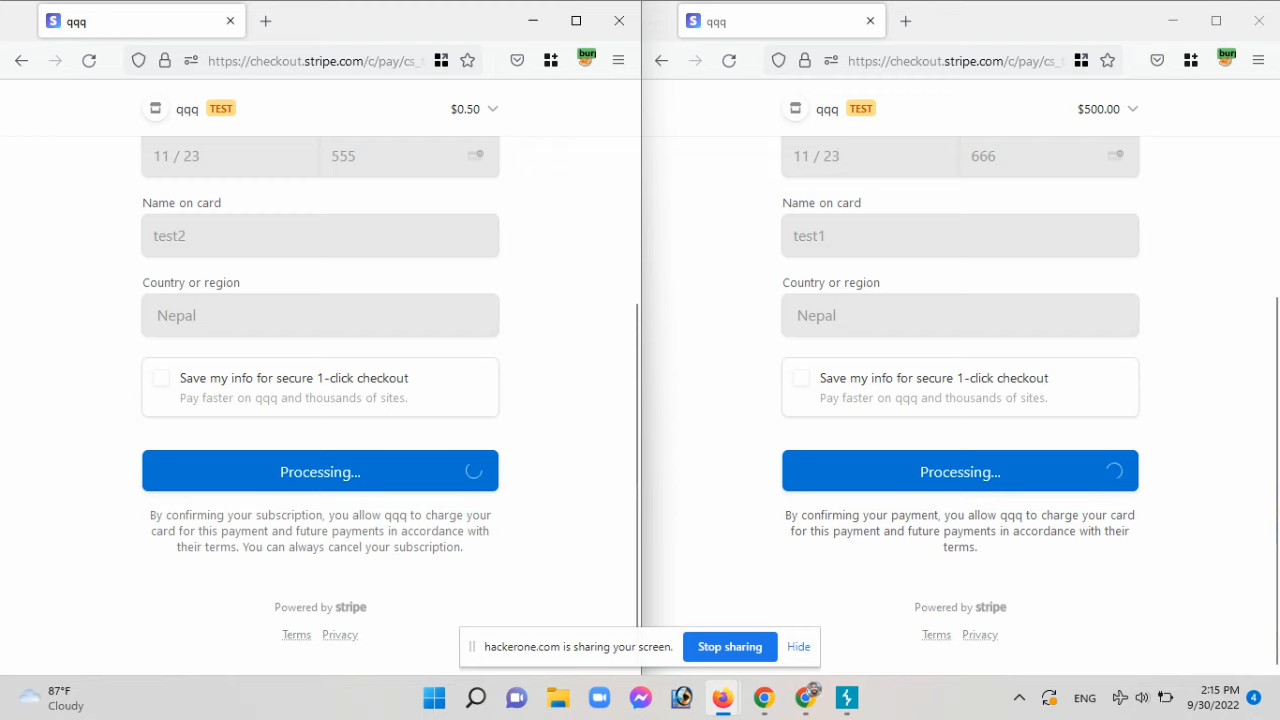 qqq
qqq
https://checkout.stripe.com/c/pay/cs_
buri
https://checkout.stripe.com/c/pay/cs_
buri
qqq TEST $0.50
11 / 23 555
Name on card
test2
Country or region
Nepal
Save my info for secure 1-click checkout
Pay faster on qqq and thousands of sites.
Processing...
By confirming your subscription, you allow qqq to charge your
card for this payment and future payments in accordance with
their terms. You can always cancel your subscription.
Powered by stripe
Terms Privacy
qqq TEST $500.00
11 / 23 666
Name on card
test1
Country or region
Nepal
Save my info for secure 1-click checkout
Pay faster on qqq and thousands of sites.
Processing...
By confirming your payment, you allow qqq to charge your card
for this payment and future payments in accordance with their
terms.
Powered by stripe
Terms Privacy
hackerone.com is sharing your screen. Stop sharing Hide
87°F
Cloudy
ENG
2:15 PM
9/30/2022
4